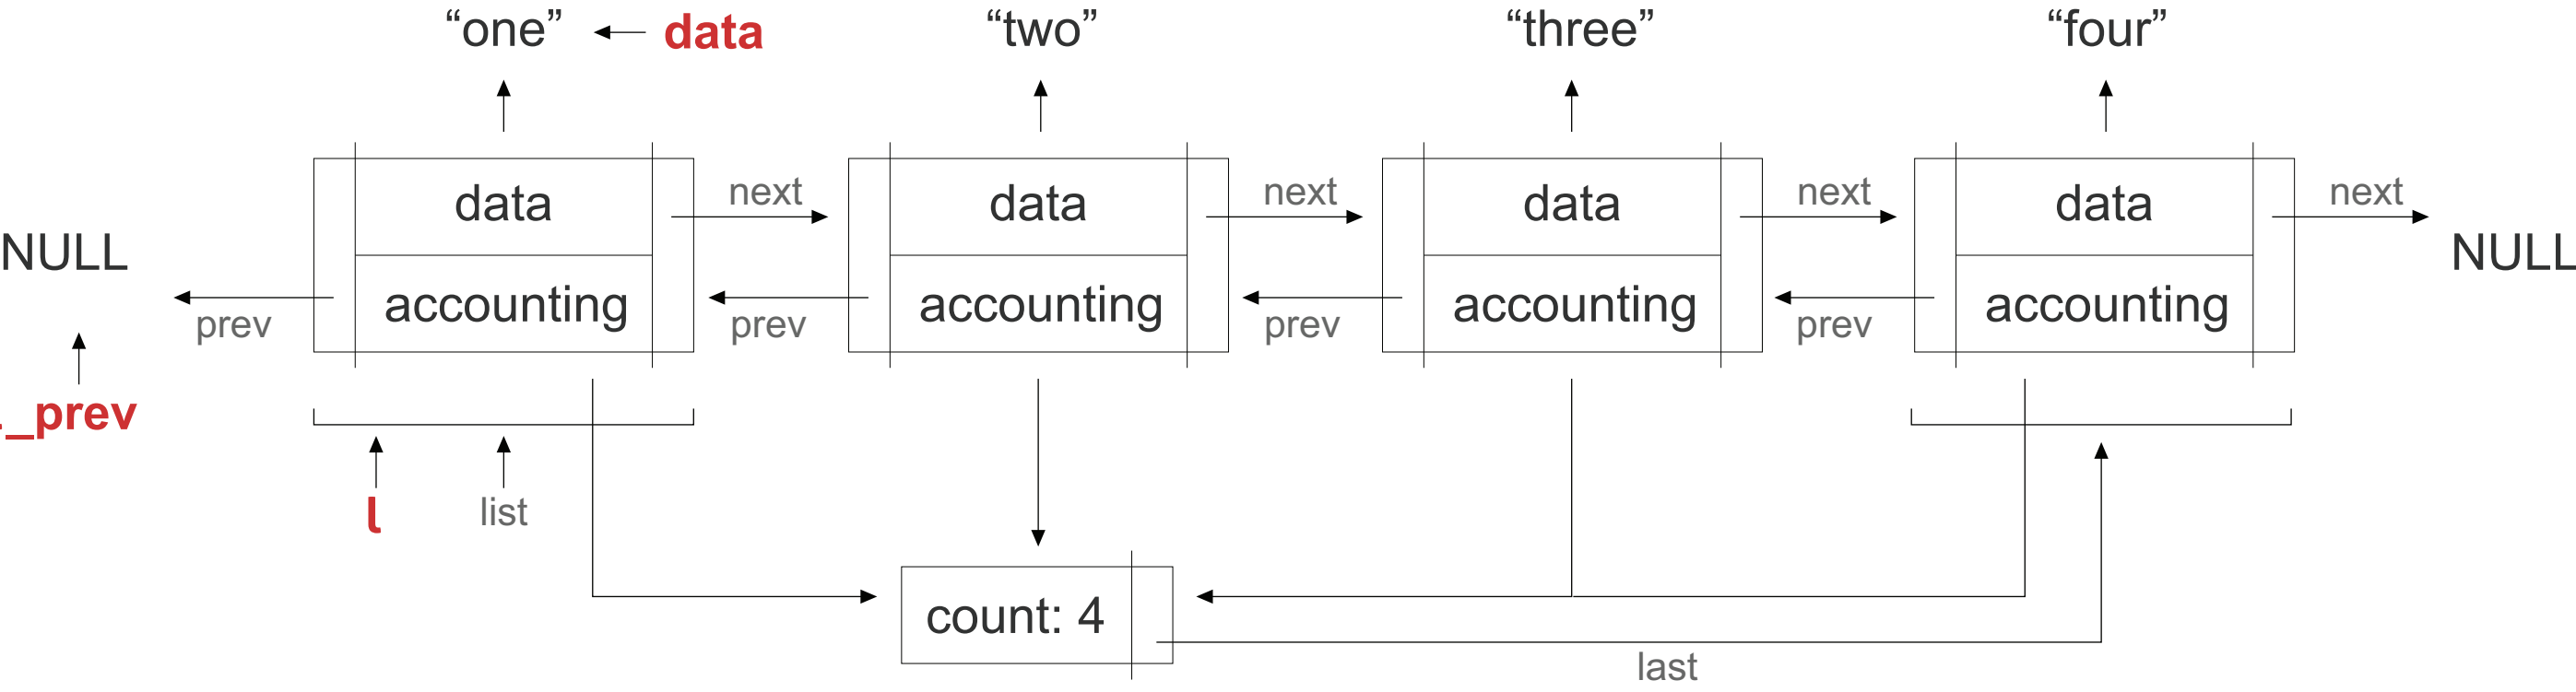 “one” data “two” “three” “four”
data next data next data next data next
NULL NULL
accounting accounting accounting accounting
prev prev prev prev
_prev
l list
count: 4
last